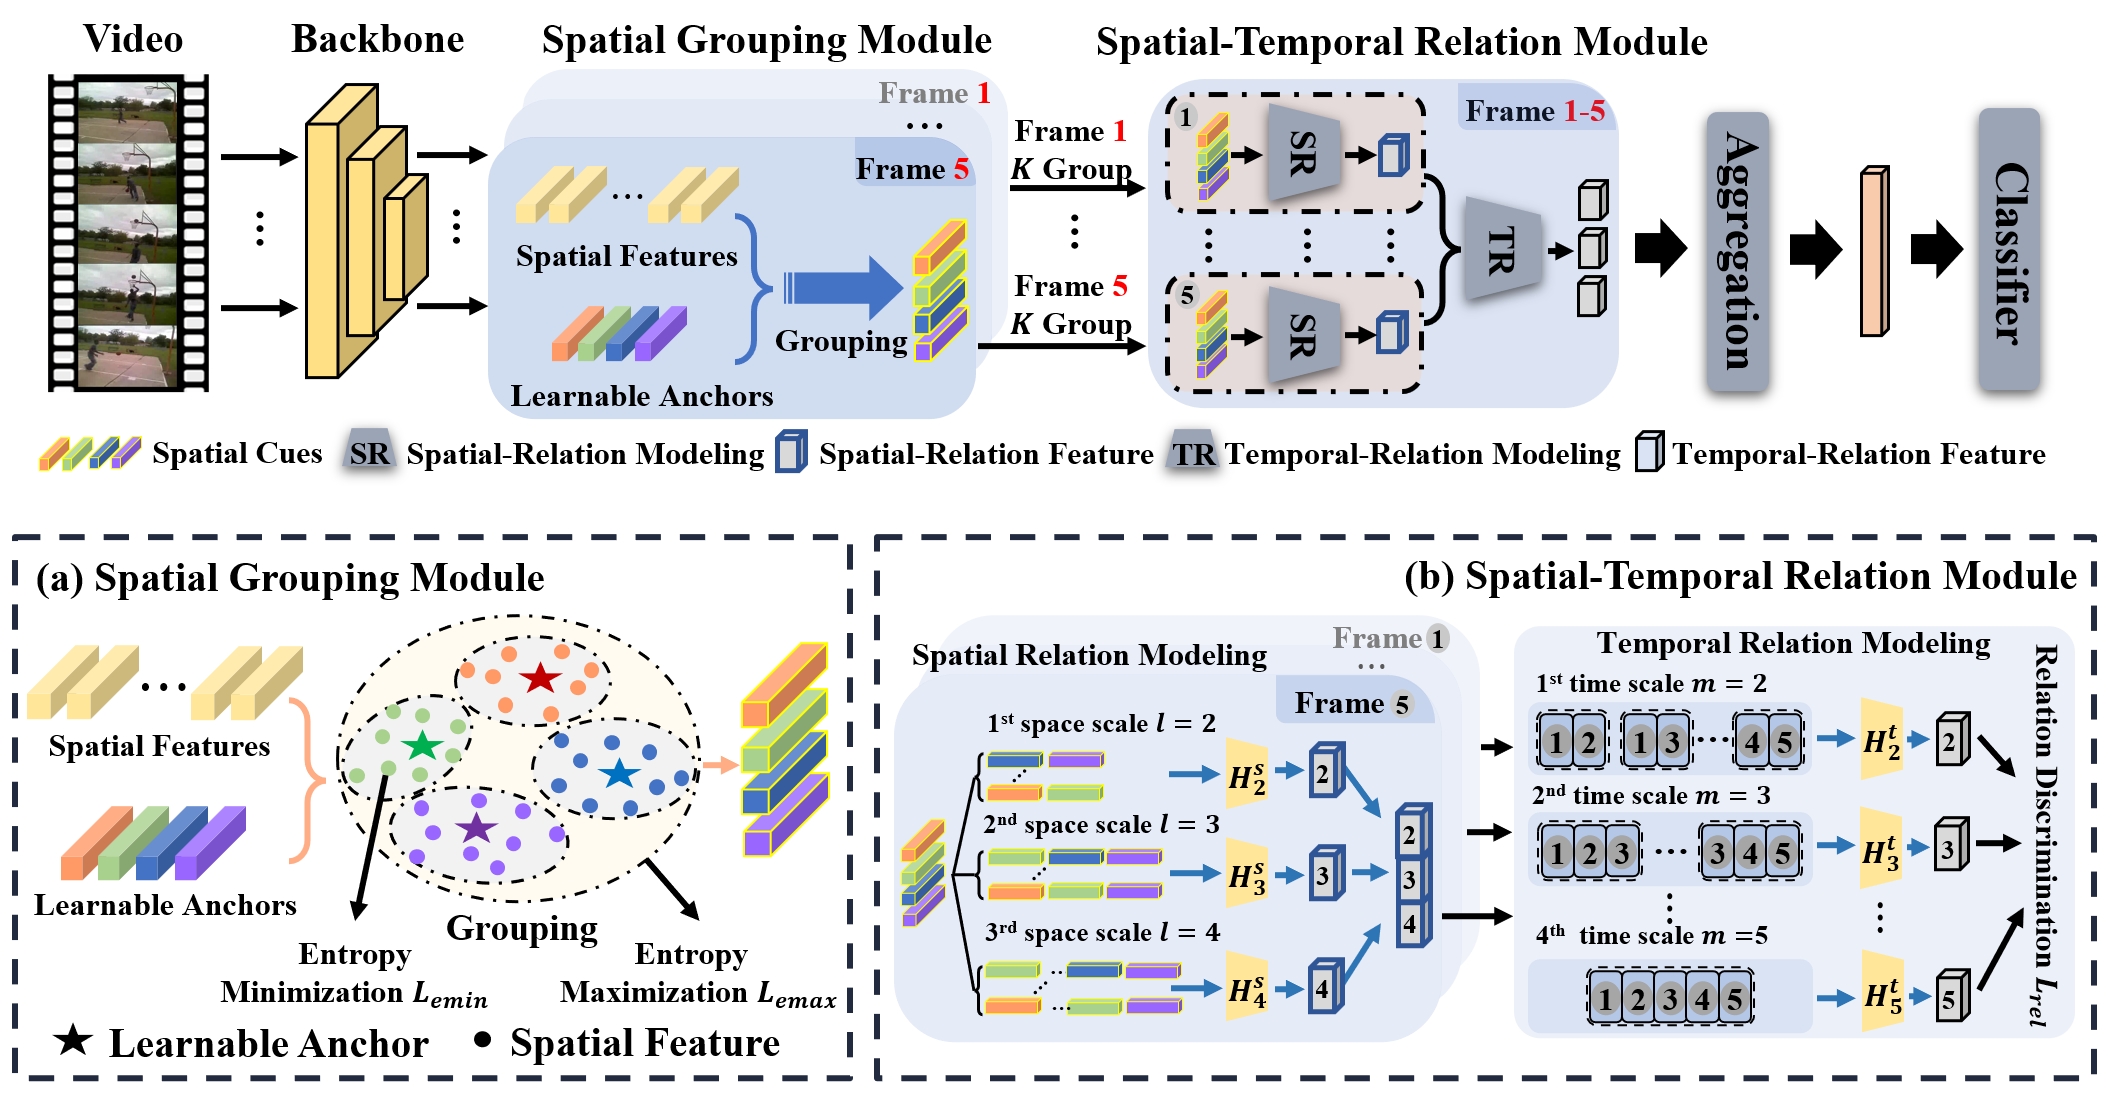 Video
Backbone
Spatial Grouping Module
Spatial-Temporal Relation Module
Frame 1
...
Frame 5
Spatial Features
Learnable Anchors
Grouping
Frame 1
K Group
Frame 5
K Group
Frame 1-5
1
SR
5
SR
TR
Aggregation
Classifier
Spatial Cues
SR Spatial-Relation Modeling
Spatial-Relation Feature
TR Temporal-Relation Modeling
Temporal-Relation Feature
(a) Spatial Grouping Module
Spatial Features
Learnable Anchors
Grouping
Entropy
Minimization L_emin
Entropy
Maximization L_emax
Learnable Anchor
Spatial Feature
(b) Spatial-Temporal Relation Module
Frame 1
...
Spatial Relation Modeling
Frame 5
1st space scale l = 2
H_2^s
2
2nd space scale l = 3
H_3^s
3
3rd space scale l = 4
H_4^s
4
2
3
4
Temporal Relation Modeling
1st time scale m = 2
1 2 1 3 ... 4 5
H_2^t
2
2nd time scale m = 3
1 2 3 ... 3 4 5
H_3^t
3
4th time scale m =5
1 2 3 4 5
H_5^t
5
Relation Discrimination L_rel